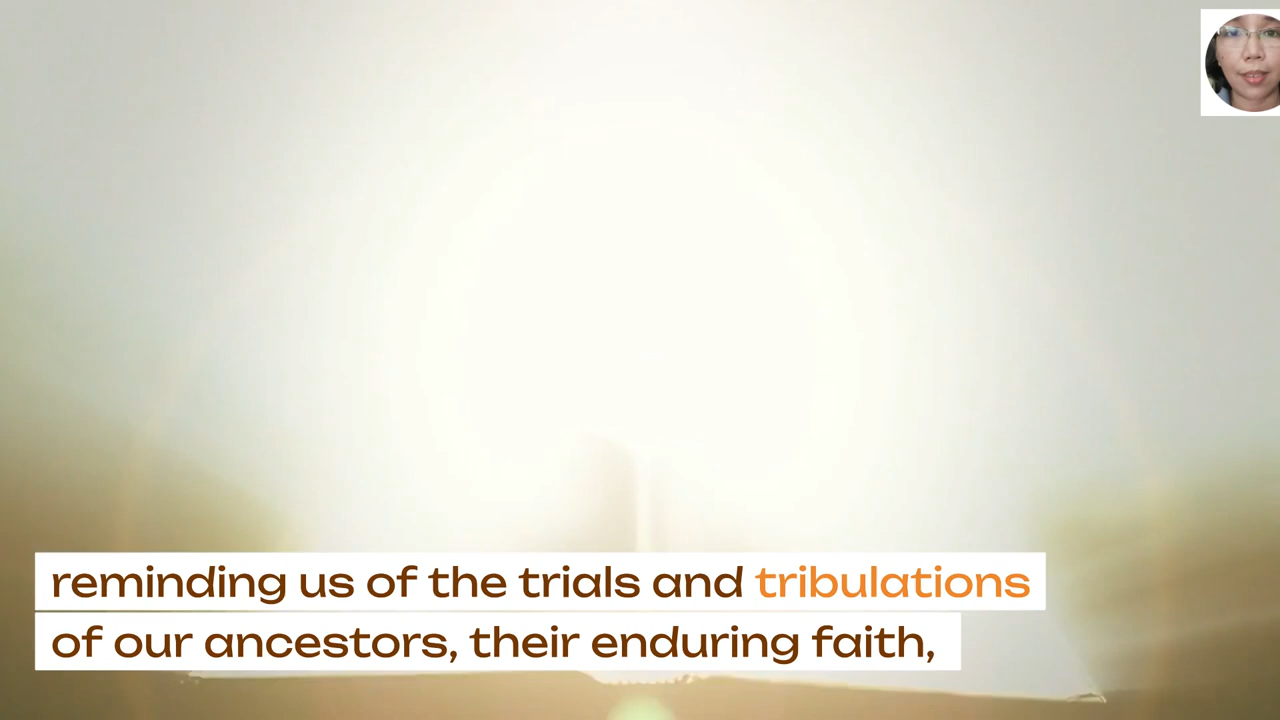 reminding us of the trials and tribulations
of our ancestors, their enduring faith,